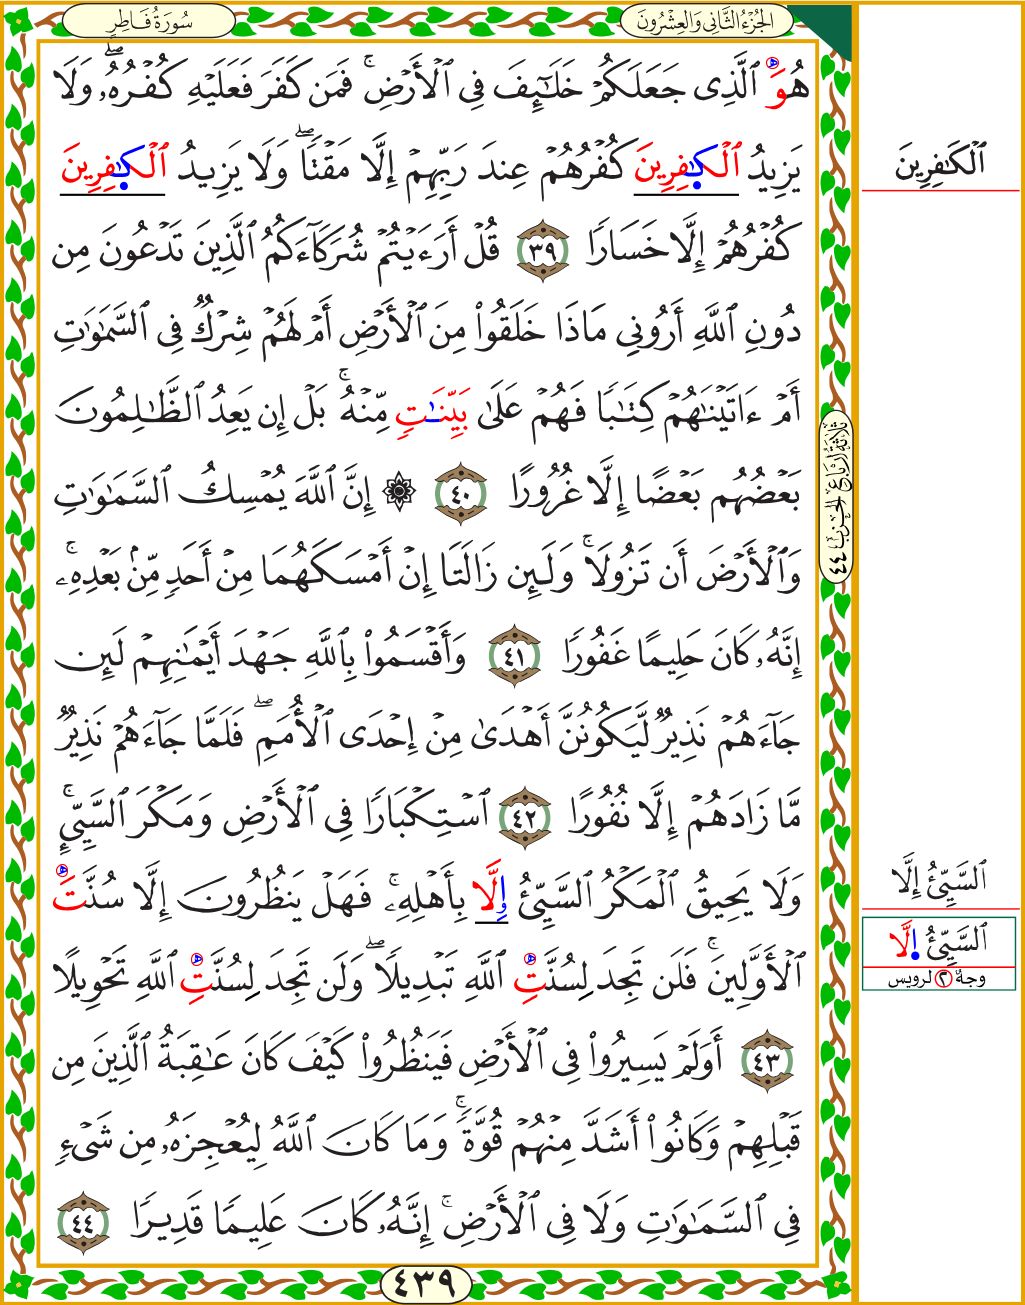 سُورَةُ فَاطِرٍ
الجُزْءُ الثَّانِي وَالعِشْرُونَ
هُوَ ٱلَّذِى جَعَلَكُمْ خَلَٰٓئِفَ فِى ٱلْأَرْضِ ۚ فَمَن كَفَرَ فَعَلَيْهِ كُفْرُهُۥ ۖ وَلَا
يَزِيدُ ٱلْكَٰفِرِينَ كُفْرُهُمْ عِندَ رَبِّهِمْ إِلَّا مَقْتًا ۖ وَلَا يَزِيدُ ٱلْكَٰفِرِينَ
كُفْرُهُمْ إِلَّا خَسَارًا ٣٩ قُلْ أَرَءَيْتُمْ شُرَكَآءَكُمُ ٱلَّذِينَ تَدْعُونَ مِن
دُونِ ٱللَّهِ أَرُونِى مَاذَا خَلَقُوا۟ مِنَ ٱلْأَرْضِ أَمْ لَهُمْ شِرْكٌ فِى ٱلسَّمَٰوَٰتِ
أَمْ ءَاتَيْنَٰهُمْ كِتَٰبًا فَهُمْ عَلَىٰ بَيِّنَٰتٍ مِّنْهُ ۚ بَلْ إِن يَعِدُ ٱلظَّٰلِمُونَ
بَعْضُهُم بَعْضًا إِلَّا غُرُورًا ٤٠ ۞ إِنَّ ٱللَّهَ يُمْسِكُ ٱلسَّمَٰوَٰتِ
وَٱلْأَرْضَ أَن تَزُولَا ۚ وَلَئِن زَالَتَآ إِنْ أَمْسَكَهُمَا مِنْ أَحَدٍ مِّنۢ بَعْدِهِۦٓ ۚ
إِنَّهُۥ كَانَ حَلِيمًا غَفُورًا ٤١ وَأَقْسَمُوا۟ بِٱللَّهِ جَهْدَ أَيْمَٰنِهِمْ لَئِن
جَآءَهُمْ نَذِيرٌ لَّيَكُونُنَّ أَهْدَىٰ مِنْ إِحْدَى ٱلْأُمَمِ ۖ فَلَمَّا جَآءَهُمْ نَذِيرٌ
مَّا زَادَهُمْ إِلَّا نُفُورًا ٤٢ ٱسْتِكْبَارًا فِى ٱلْأَرْضِ وَمَكْرَ ٱلسَّيِّئِ ۚ
وَلَا يَحِيقُ ٱلْمَكْرُ ٱلسَّيِّئُ إِلَّا بِأَهْلِهِۦ ۚ فَهَلْ يَنظُرُونَ إِلَّا سُنَّتَ
ٱلْأَوَّلِينَ ۚ فَلَن تَجِدَ لِسُنَّتِ ٱللَّهِ تَبْدِيلًا ۖ وَلَن تَجِدَ لِسُنَّتِ ٱللَّهِ تَحْوِيلًا
٤٣ أَوَلَمْ يَسِيرُوا۟ فِى ٱلْأَرْضِ فَيَنظُرُوا۟ كَيْفَ كَانَ عَٰقِبَةُ ٱلَّذِينَ مِن
قَبْلِهِمْ وَكَانُوٓا۟ أَشَدَّ مِنْهُمْ قُوَّةً ۚ وَمَا كَانَ ٱللَّهُ لِيُعْجِزَهُۥ مِن شَىْءٍ
فِى ٱلسَّمَٰوَٰتِ وَلَا فِى ٱلْأَرْضِ ۚ إِنَّهُۥ كَانَ عَلِيمًا قَدِيرًا ٤٤
٤٣٩
ثلاثة أرباع الحزب ٤٤
ٱلْكَٰفِرِينَ
ٱلسَّيِّئُ إِلَّا
ٱلسَّيِّئُ اِلَّا
وجهٌ ٢ لرويس